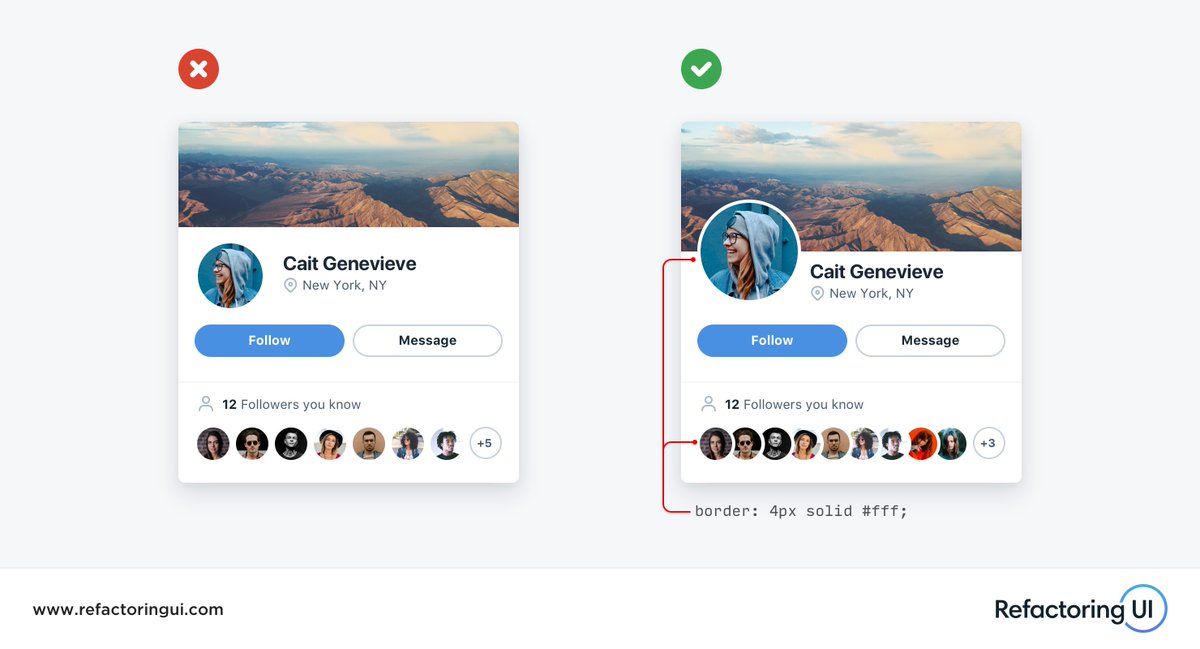 Cait Genevieve
New York, NY
Follow Message
12 Followers you know
+5
Cait Genevieve
New York, NY
Follow Message
12 Followers you know
+3
border: 4px solid #fff;
www.refactoringui.com
Refactoring UI